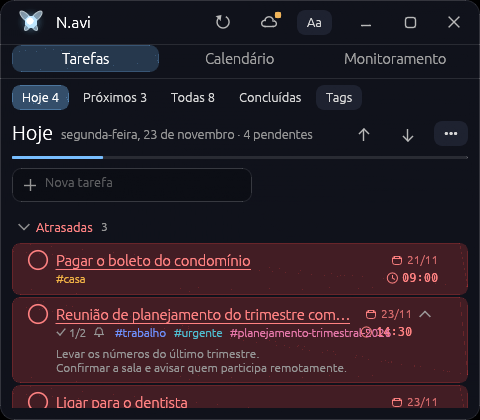 N.avi
Aa
Tarefas Calendário Monitoramento
Hoje 4 Próximos 3 Todas 8 Concluídas Tags
Hoje segunda-feira, 23 de novembro · 4 pendentes
Nova tarefa
Atrasadas 3
Pagar o boleto do condomínio 21/11
#casa 09:00
Reunião de planejamento do trimestre com… 23/11
1/2 #trabalho #urgente #planejamento-trimestral-2026 14:30
Levar os números do último trimestre.
Confirmar a sala e avisar quem participa remotamente.
Ligar para o dentista 23/11